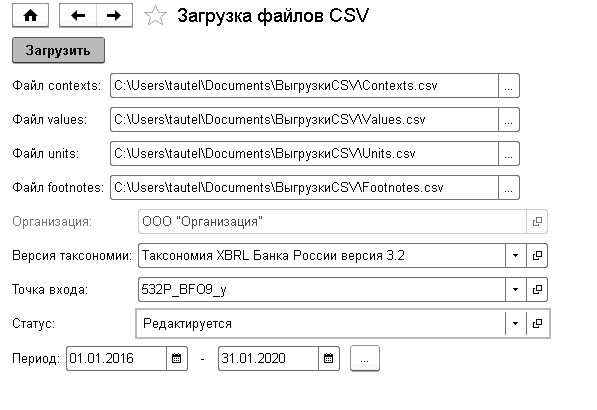 Загрузка файлов CSV
Загрузить
Файл contexts: C:\Users\tautel\Documents\ВыгрузкиCSV\Contexts.csv ...
Файл values: C:\Users\tautel\Documents\ВыгрузкиCSV\Values.csv ...
Файл units: C:\Users\tautel\Documents\ВыгрузкиCSV\Units.csv ...
Файл footnotes: C:\Users\tautel\Documents\ВыгрузкиCSV\Footnotes.csv ...
Организация: ООО "Организация"
Версия таксономии: Таксономия XBRL Банка России версия 3.2
Точка входа: 532P_BFO9_y
Статус: Редактируется
Период: 01.01.2016 - 31.01.2020 ...